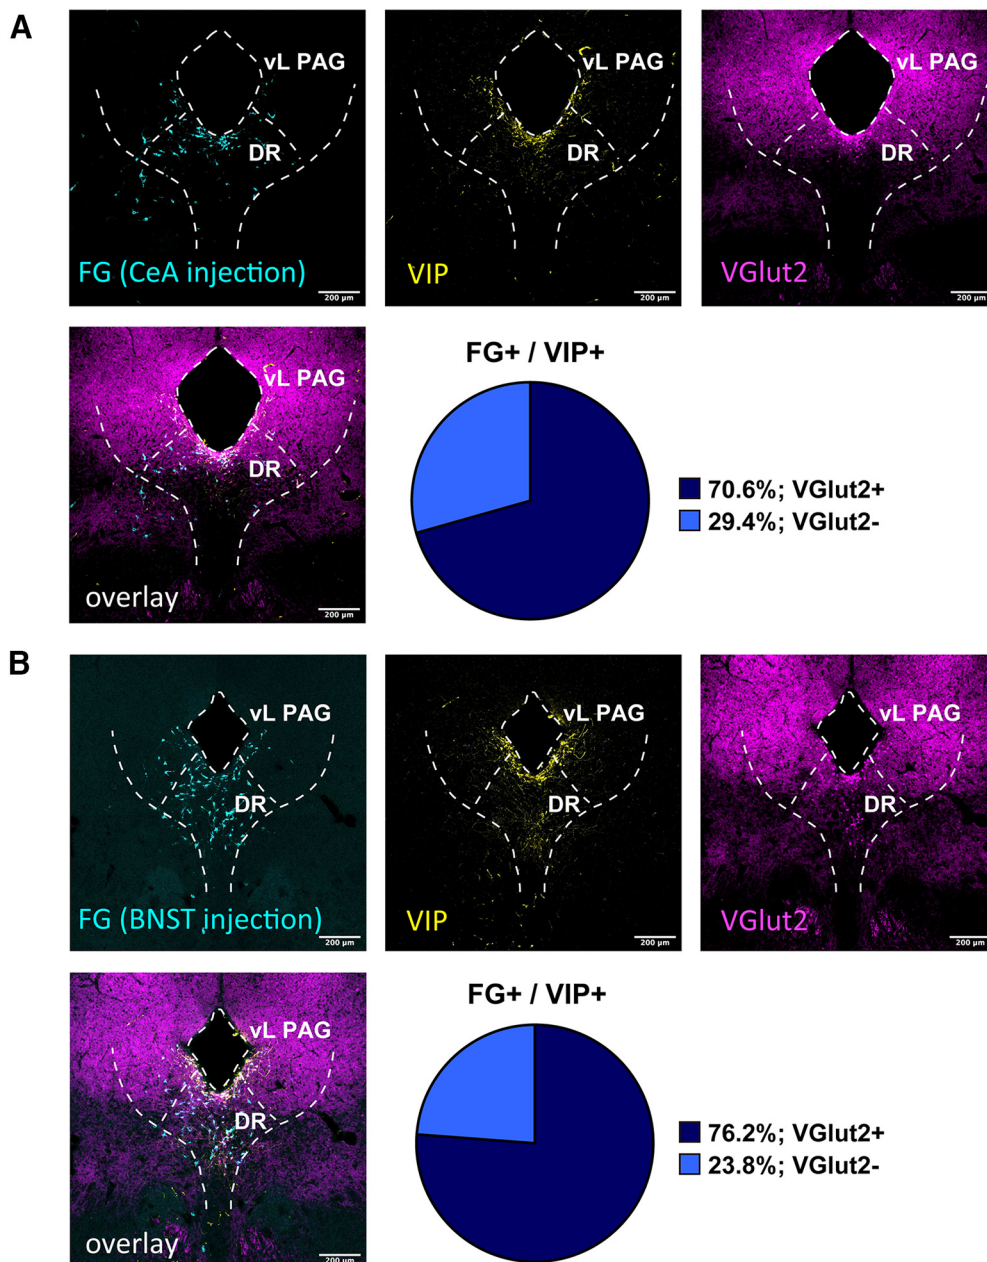 A
vL PAG
DR
FG (CeA injection)
200 µm
vL PAG
DR
VIP
200 µm
vL PAG
DR
VGlut2
200 µm
vL PAG
DR
overlay
200 µm
FG+ / VIP+
70.6%; VGlut2+
29.4%; VGlut2-
B
vL PAG
DR
FG (BNST injection)
200 µm
vL PAG
DR
VIP
200 µm
vL PAG
DR
VGlut2
200 µm
vL PAG
DR
overlay
200 µm
FG+ / VIP+
76.2%; VGlut2+
23.8%; VGlut2-